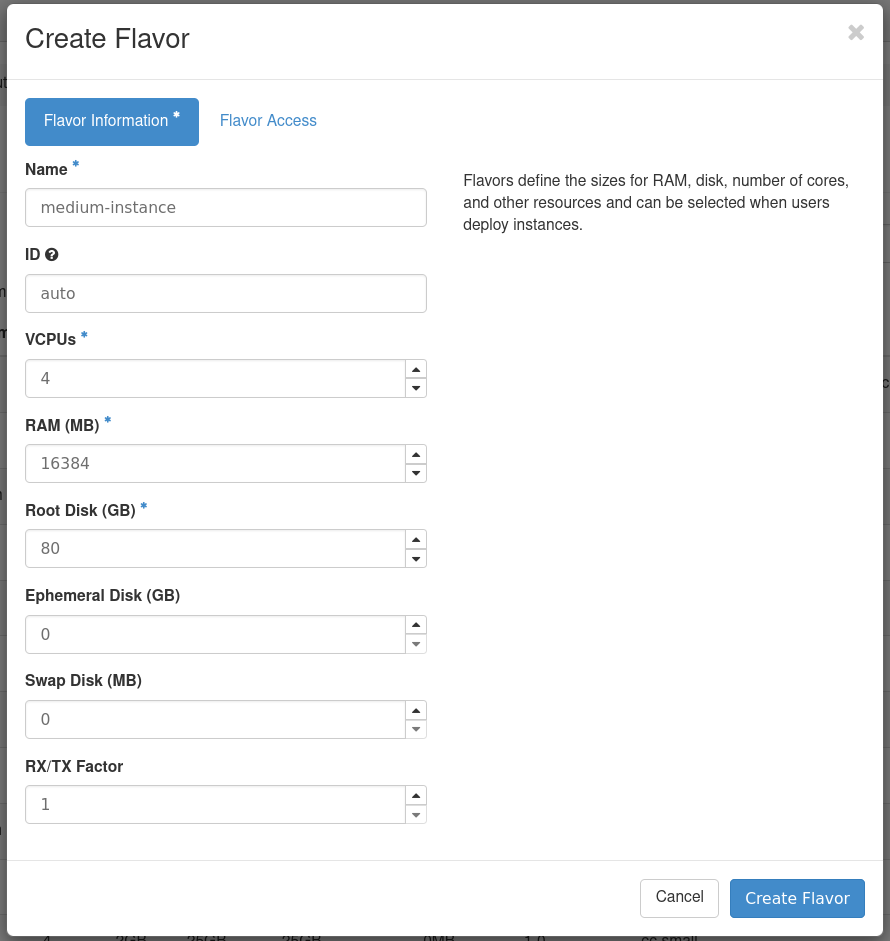 Create Flavor
Flavor Information *
Flavor Access
Name *
medium-instance
Flavors define the sizes for RAM, disk, number of cores,
and other resources and can be selected when users
deploy instances.
ID
auto
VCPUs *
4
RAM (MB) *
16384
Root Disk (GB) *
80
Ephemeral Disk (GB)
0
Swap Disk (MB)
0
RX/TX Factor
1
Cancel
Create Flavor